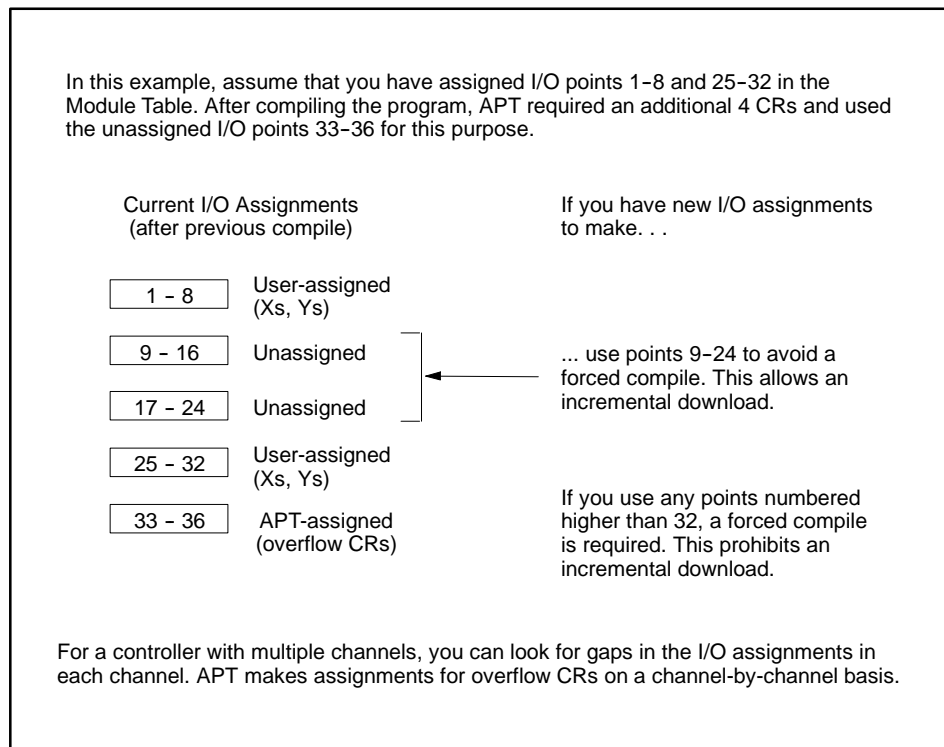 In this example, assume that you have assigned I/O points 1-8 and 25-32 in the
Module Table. After compiling the program, APT required an additional 4 CRs and used
the unassigned I/O points 33-36 for this purpose.
Current I/O Assignments
(after previous compile)
If you have new I/O assignments
to make. . .
1 - 8
User-assigned
(Xs, Ys)
9 - 16
Unassigned
17 - 24
Unassigned
... use points 9-24 to avoid a
forced compile. This allows an
incremental download.
25 - 32
User-assigned
(Xs, Ys)
33 - 36
APT-assigned
(overflow CRs)
If you use any points numbered
higher than 32, a forced compile
is required. This prohibits an
incremental download.
For a controller with multiple channels, you can look for gaps in the I/O assignments in
each channel. APT makes assignments for overflow CRs on a channel-by-channel basis.